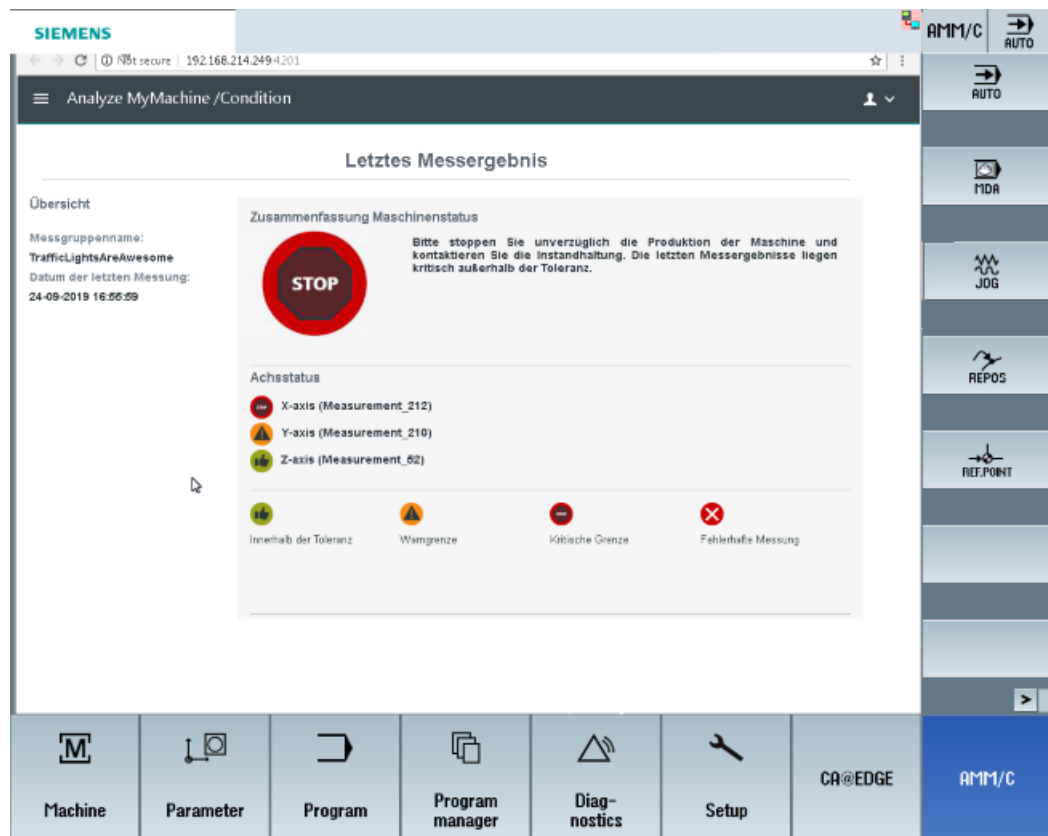 SIEMENS
AMM/C
AUTO
Not secure 192.168.214.249:4201
AUTO
Analyze MyMachine /Condition
MDA
Letztes Messergebnis
Übersicht
Messgruppenname:
TrafficLightsAreAwesome
Datum der letzten Messung:
24-09-2019 16:55:59
Zusammenfassung Maschinenstatus
STOP
Bitte stoppen Sie unverzüglich die Produktion der Maschine und
kontaktieren Sie die Instandhaltung. Die letzten Messergebnisse liegen
kritisch außerhalb der Toleranz.
JOG
Achsstatus
STOP X-axis (Measurement_212)
Y-axis (Measurement_210)
Z-axis (Measurement_52)
REPOS
REF.POINT
STOP
Innerhalb der Toleranz
Warngrenze
Kritische Grenze
Fehlerhafte Messung
>
Machine
Parameter
Program
Program
manager
Diag-
nostics
Setup
CA@EDGE
AMM/C